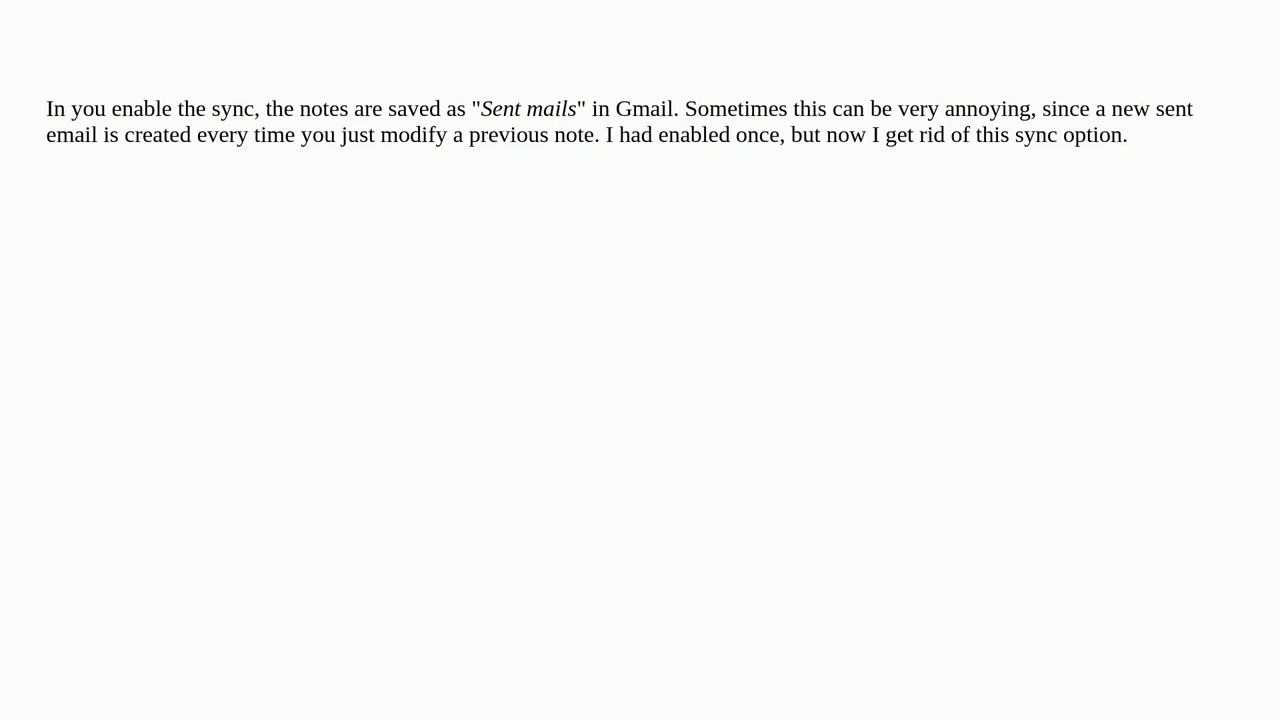 In you enable the sync, the notes are saved as "Sent mails" in Gmail. Sometimes this can be very annoying, since a new sent
email is created every time you just modify a previous note. I had enabled once, but now I get rid of this sync option.